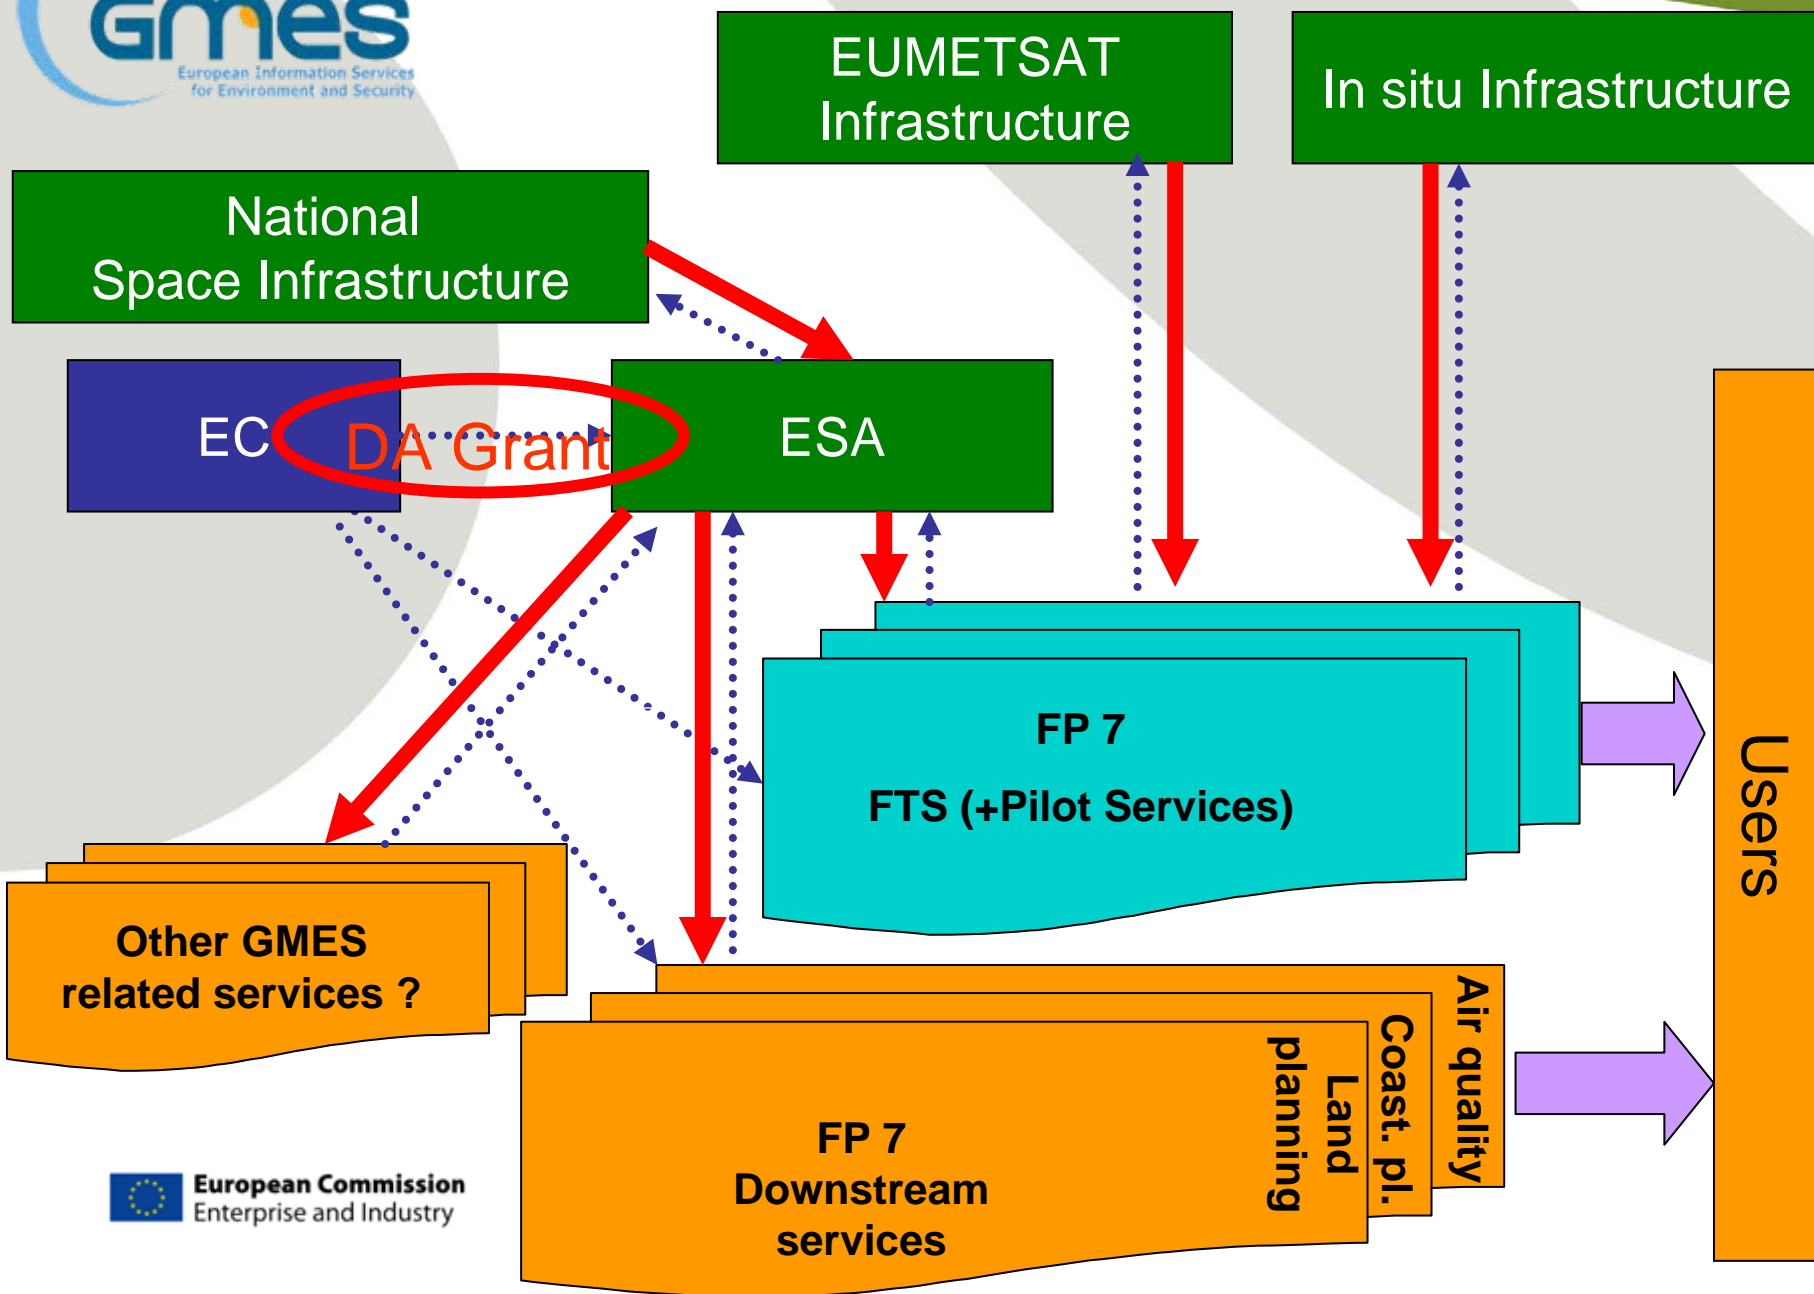 GMes
European Information Services
for Environment and Security
EUMETSAT
Infrastructure
In situ Infrastructure
National
Space Infrastructure
EC
DA Grant
ESA
FP 7
FTS (+Pilot Services)
Users
Other GMES
related services ?
Air quality
Coast. pl.
Land
planning
FP 7
Downstream
services
European Commission
Enterprise and Industry